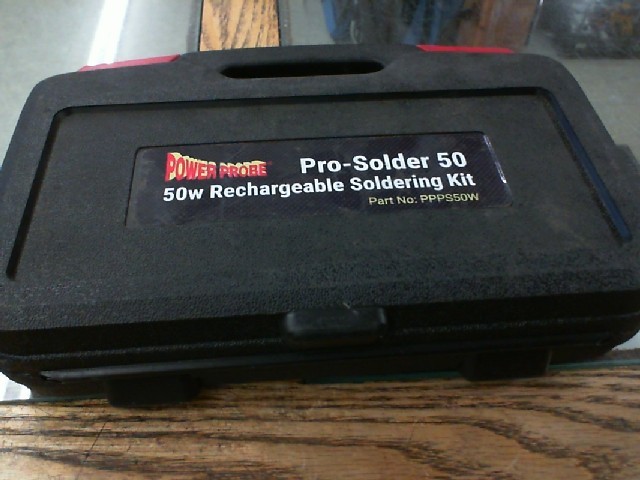 POWER PROBE Pro-Solder 50
50w Rechargeable Soldering Kit
Part No: PPPS50W